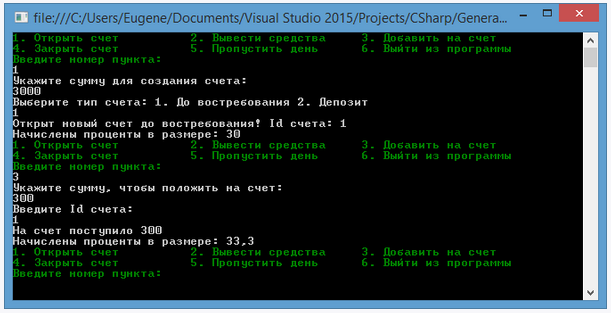 file:///C:/Users/Eugene/Documents/Visual Studio 2015/Projects/CSharp/Genera...
1. Открыть счет 2. Вывести средства 3. Добавить на счет
4. Закрыть счет 5. Пропустить день 6. Выйти из программы
Введите номер пункта:
1
Укажите сумму для создания счета:
3000
Выберите тип счета: 1. До востребования 2. Депозит
1
Открыт новый счет до востребования! Id счета: 1
Начислены проценты в размере: 30
1. Открыть счет 2. Вывести средства 3. Добавить на счет
4. Закрыть счет 5. Пропустить день 6. Выйти из программы
Введите номер пункта:
3
Укажите сумму, чтобы положить на счет:
300
Введите Id счета:
1
На счет поступило 300
Начислены проценты в размере: 33,3
1. Открыть счет 2. Вывести средства 3. Добавить на счет
4. Закрыть счет 5. Пропустить день 6. Выйти из программы
Введите номер пункта: